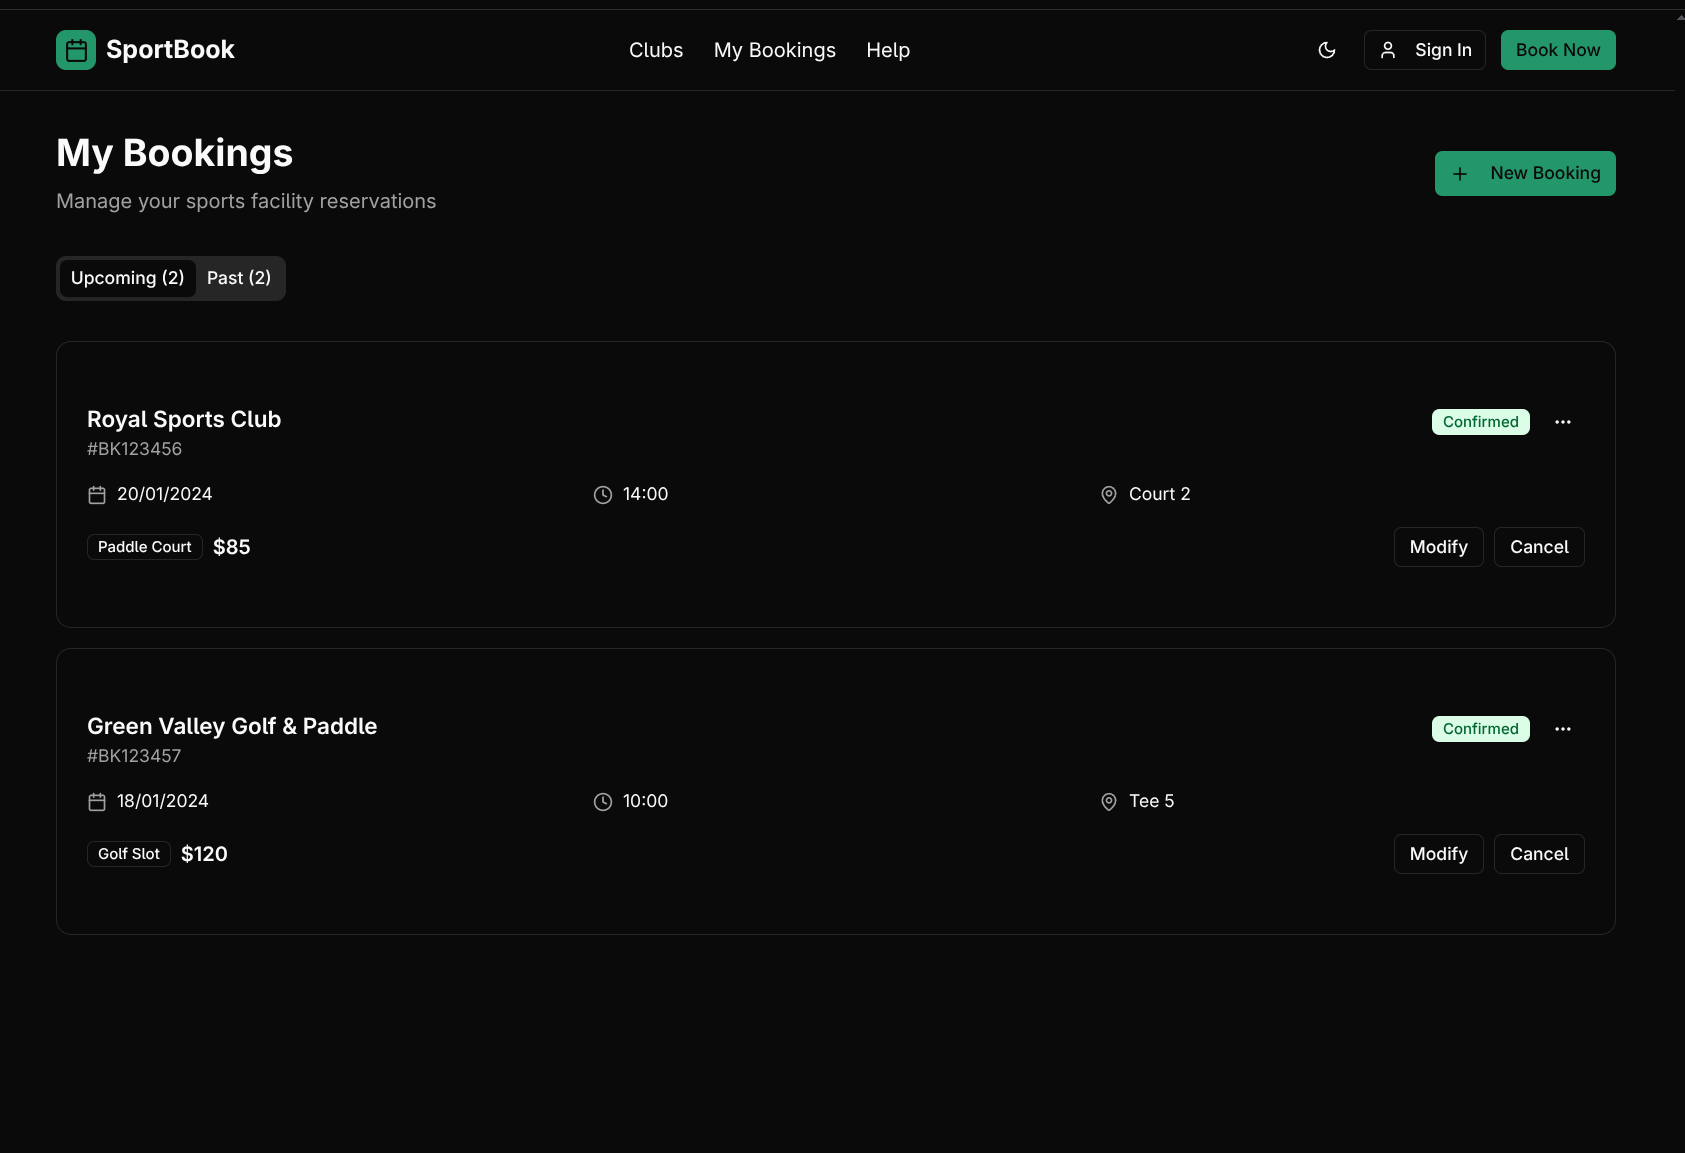 SportBook
Clubs My Bookings Help
Sign In
Book Now
My Bookings
Manage your sports facility reservations
New Booking
Upcoming (2) Past (2)
Royal Sports Club
Confirmed
#BK123456
20/01/2024 14:00 Court 2
Paddle Court $85
Modify Cancel
Green Valley Golf & Paddle
Confirmed
#BK123457
18/01/2024 10:00 Tee 5
Golf Slot $120
Modify Cancel